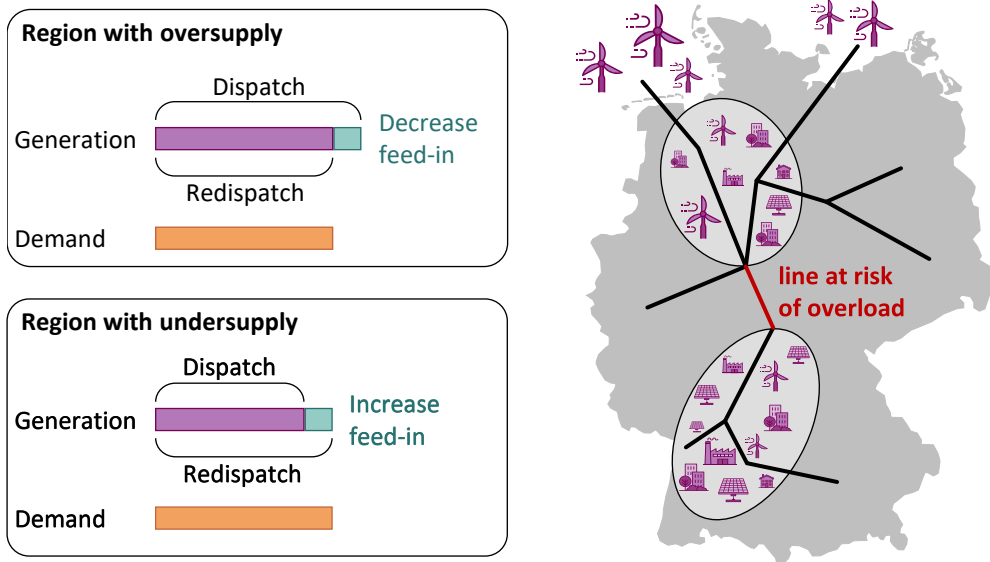 Region with oversupply
Dispatch
Generation
Decrease
feed-in
Redispatch
Demand
Region with undersupply
Dispatch
Generation
Increase
feed-in
Redispatch
Demand
line at risk
of overload